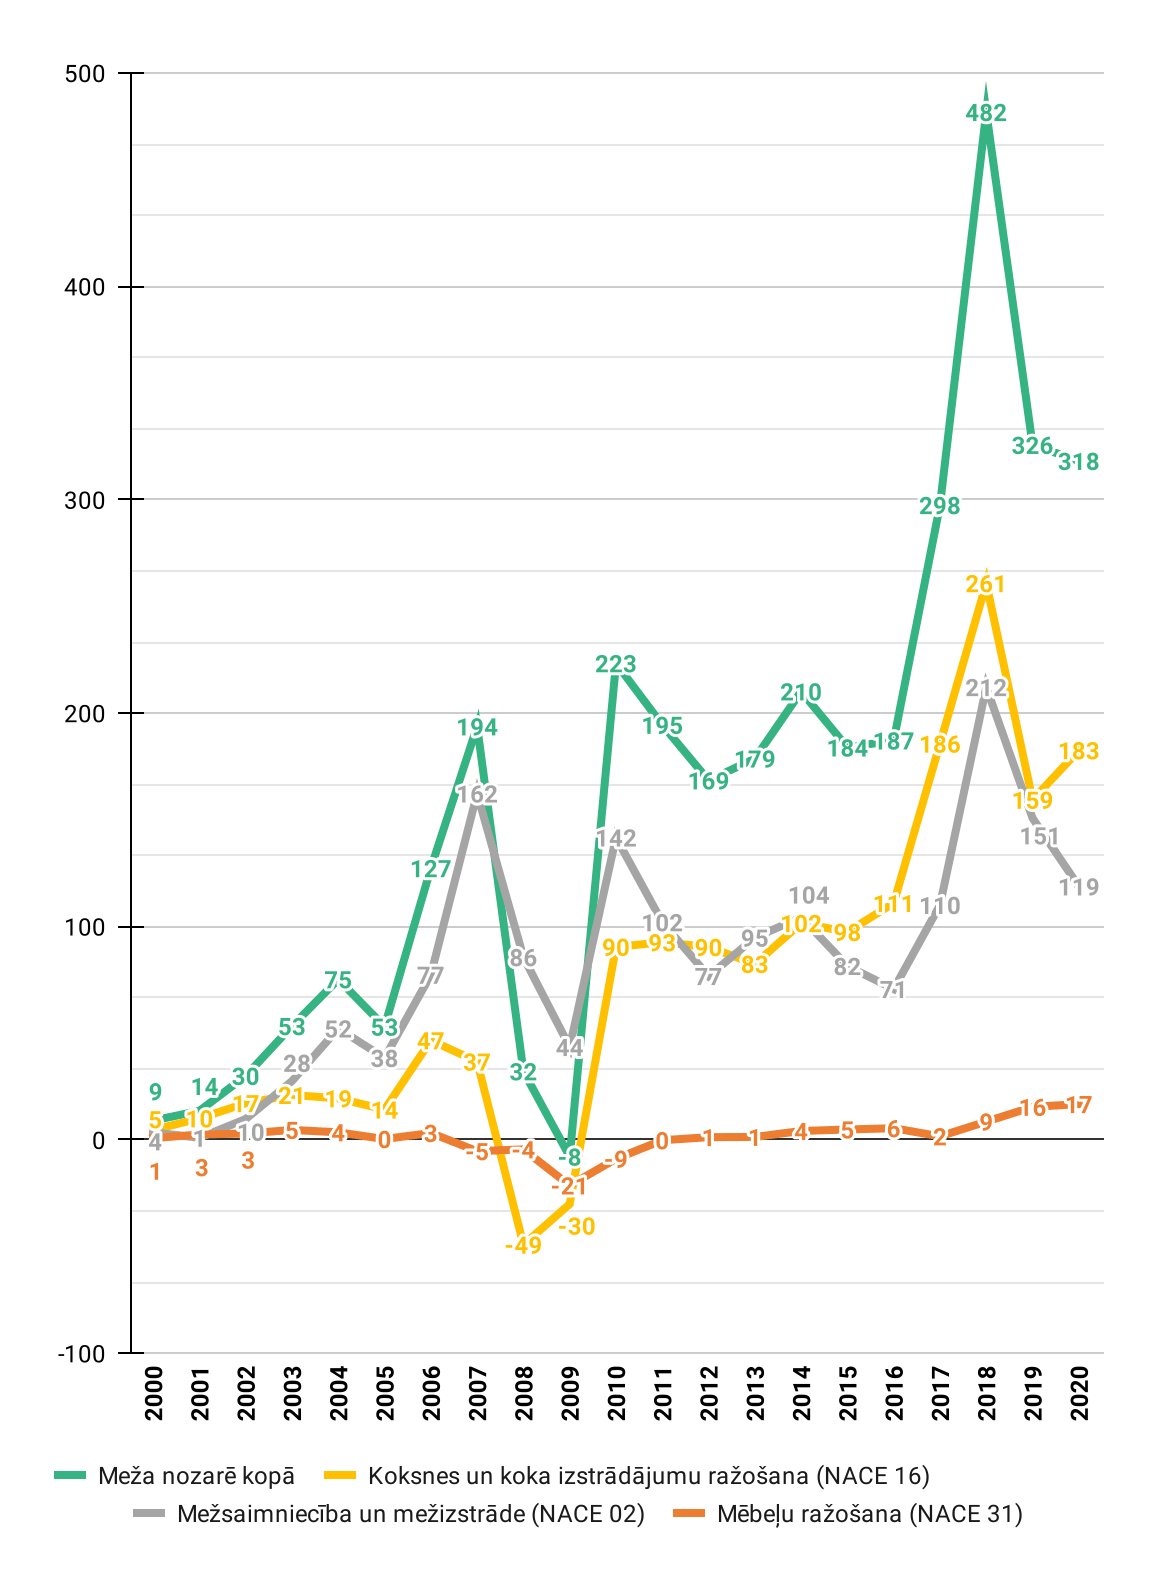 500
400
300
200
100
0
-100
9 14 30 53 75 53 127 194 32 -8 223 195 169 179 210 184 187 298 482 326 318
5 10 17 21 19 14 47 37 -49 -30 90 93 90 83 102 98 111 186 261 159 183
4 1 10 28 52 38 77 162 86 44 142 102 77 95 104 82 71 110 212 151 119
1 3 3 5 4 0 3 -5 -4 -21 -9 0 1 1 4 5 6 2 9 16 17
2000 2001 2002 2003 2004 2005 2006 2007 2008 2009 2010 2011 2012 2013 2014 2015 2016 2017 2018 2019 2020
Meža nozarē kopā Koksnes un koka izstrādājumu ražošana (NACE 16)
Mežsaimniecība un mežizstrāde (NACE 02) Mēbeļu ražošana (NACE 31)